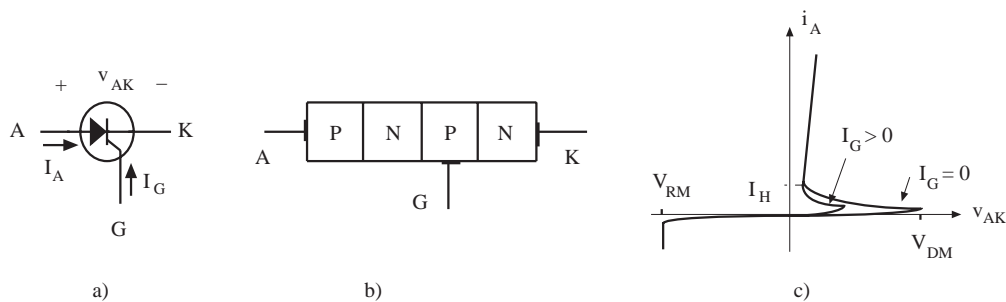 + v_AK −
A K
I_A I_G
G
a)
P N P N
A K
G
b)
i_A
I_G > 0
I_G = 0
V_RM I_H
v_AK
V_DM
c)